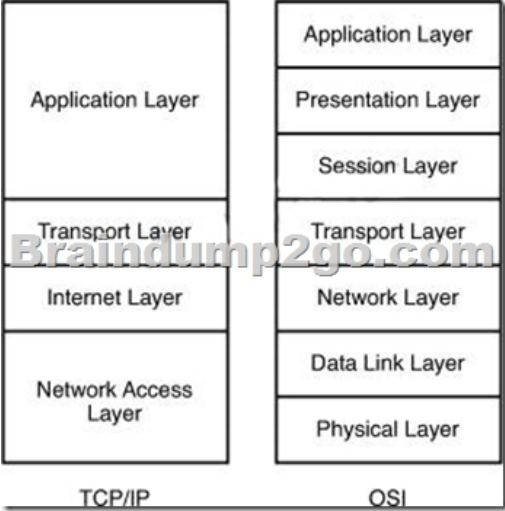 Application Layer
Transport Layer
Internet Layer
Network Access
Layer
TCP/IP
Application Layer
Presentation Layer
Session Layer
Transport Layer
Network Layer
Data Link Layer
Physical Layer
OSI
Braindump2go.com